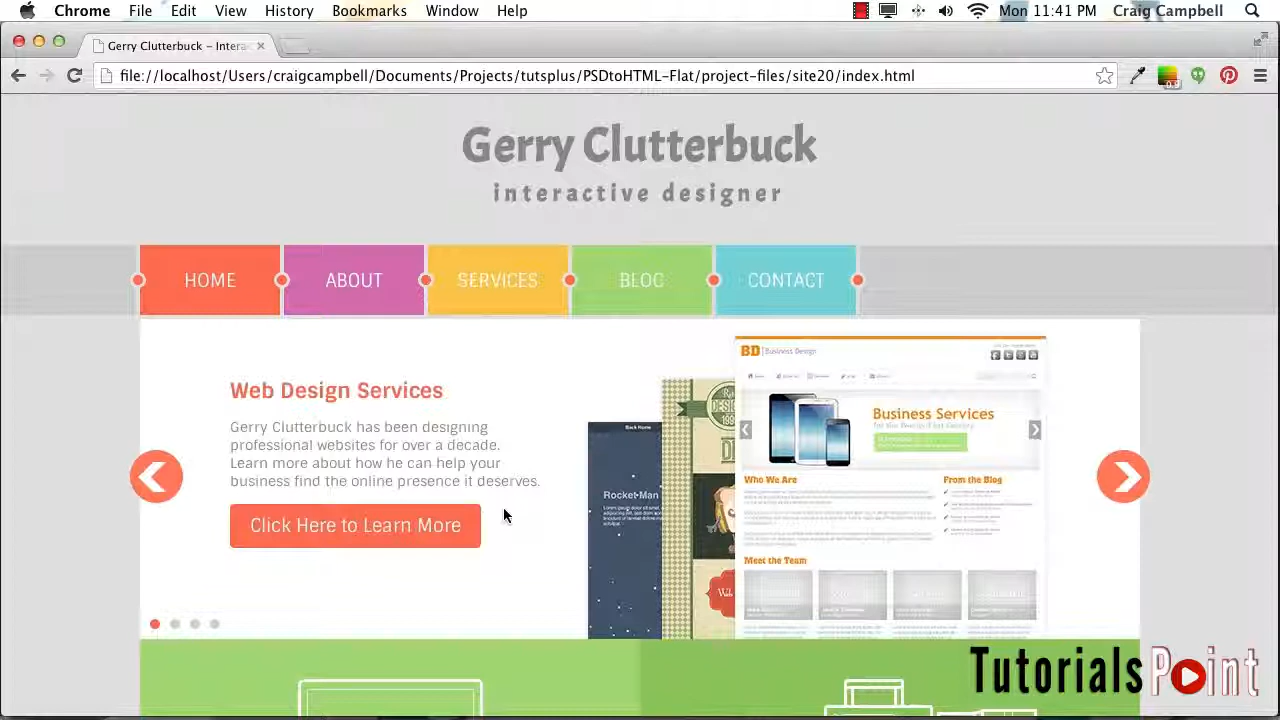 Chrome File Edit View History Bookmarks Window Help Mon 11:41 PM Craig Campbell
Gerry Clutterbuck – Intera
file://localhost/Users/craigcampbell/Documents/Projects/tutsplus/PSDtoHTML-Flat/project-files/site20/index.html
Gerry Clutterbuck
interactive designer
HOME ABOUT SERVICES BLOG CONTACT
BD Business Design
Web Design Services
Business Services
Gerry Clutterbuck has been designing
professional websites for over a decade.
Learn more about how he can help your
business find the online presence it deserves.
Back Home
Who We Are From the Blog
Rocket Man
Click Here to Learn More
Meet the Team
TutorialsPoint